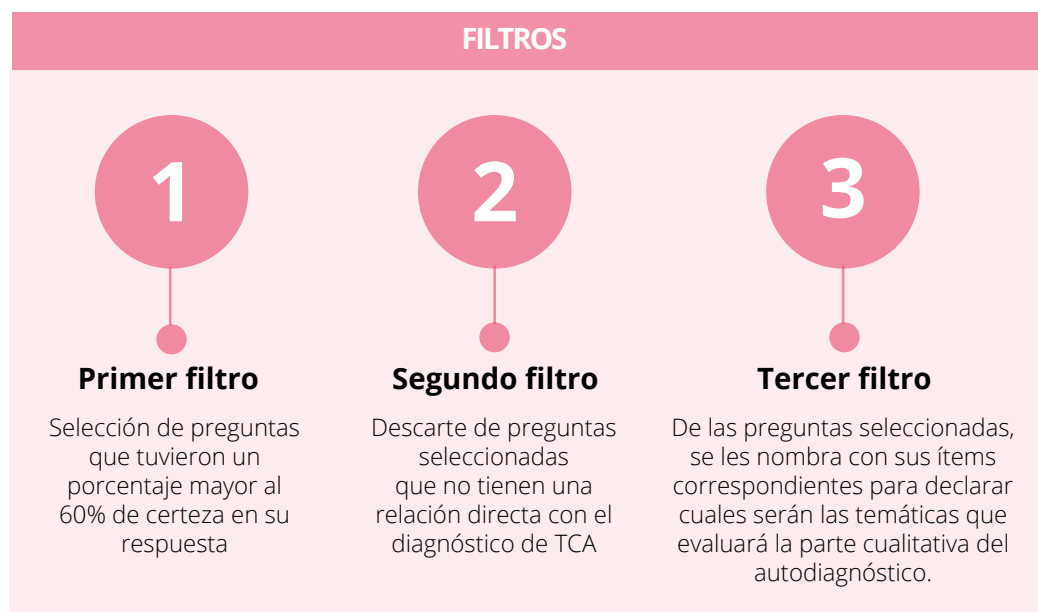 FILTROS
1
Primer filtro
Selección de preguntas
que tuvieron un
porcentaje mayor al
60% de certeza en su
respuesta
2
Segundo filtro
Descarte de preguntas
seleccionadas
que no tienen una
relación directa con el
diagnóstico de TCA
3
Tercer filtro
De las preguntas seleccionadas,
se les nombra con sus ítems
correspondientes para declarar
cuales serán las temáticas que
evaluará la parte cualitativa del
autodiagnóstico.